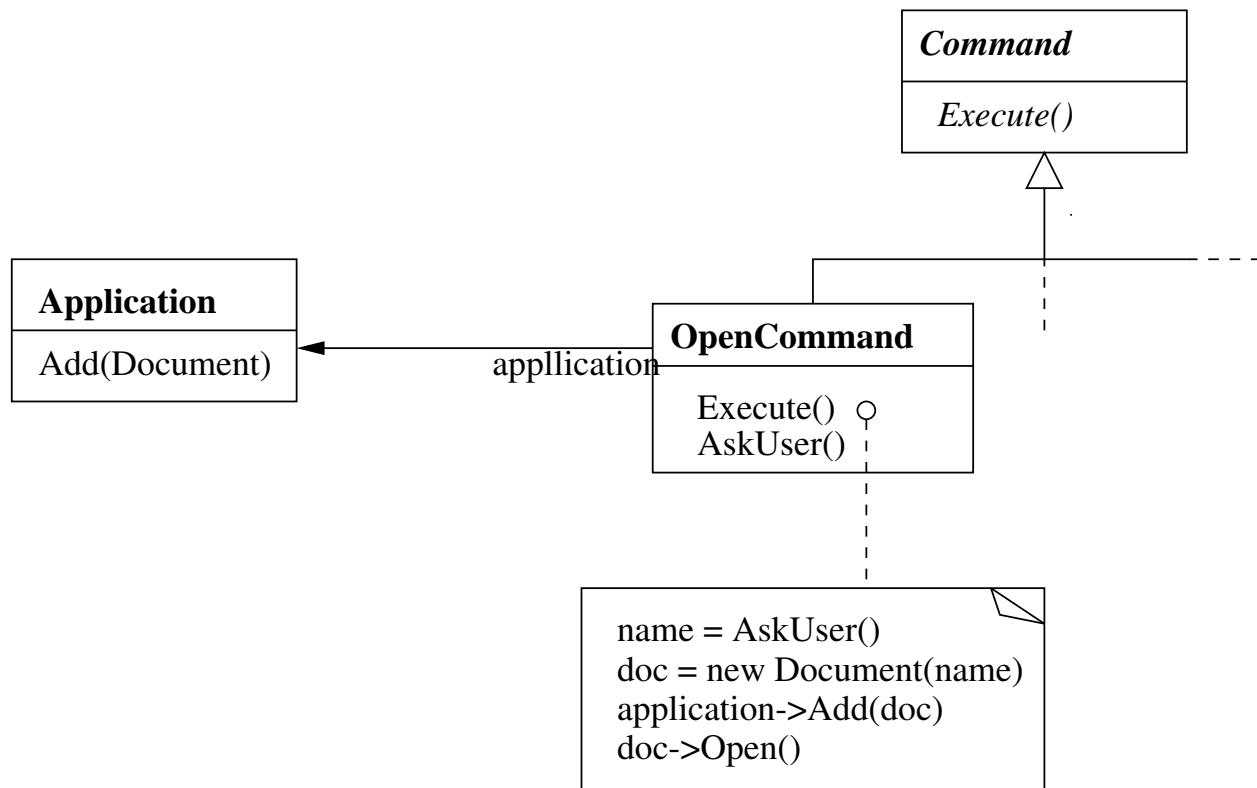 Command
Execute()
Application
Add(Document)
appllication
OpenCommand
Execute()
AskUser()
name = AskUser()
doc = new Document(name)
application->Add(doc)
doc->Open()